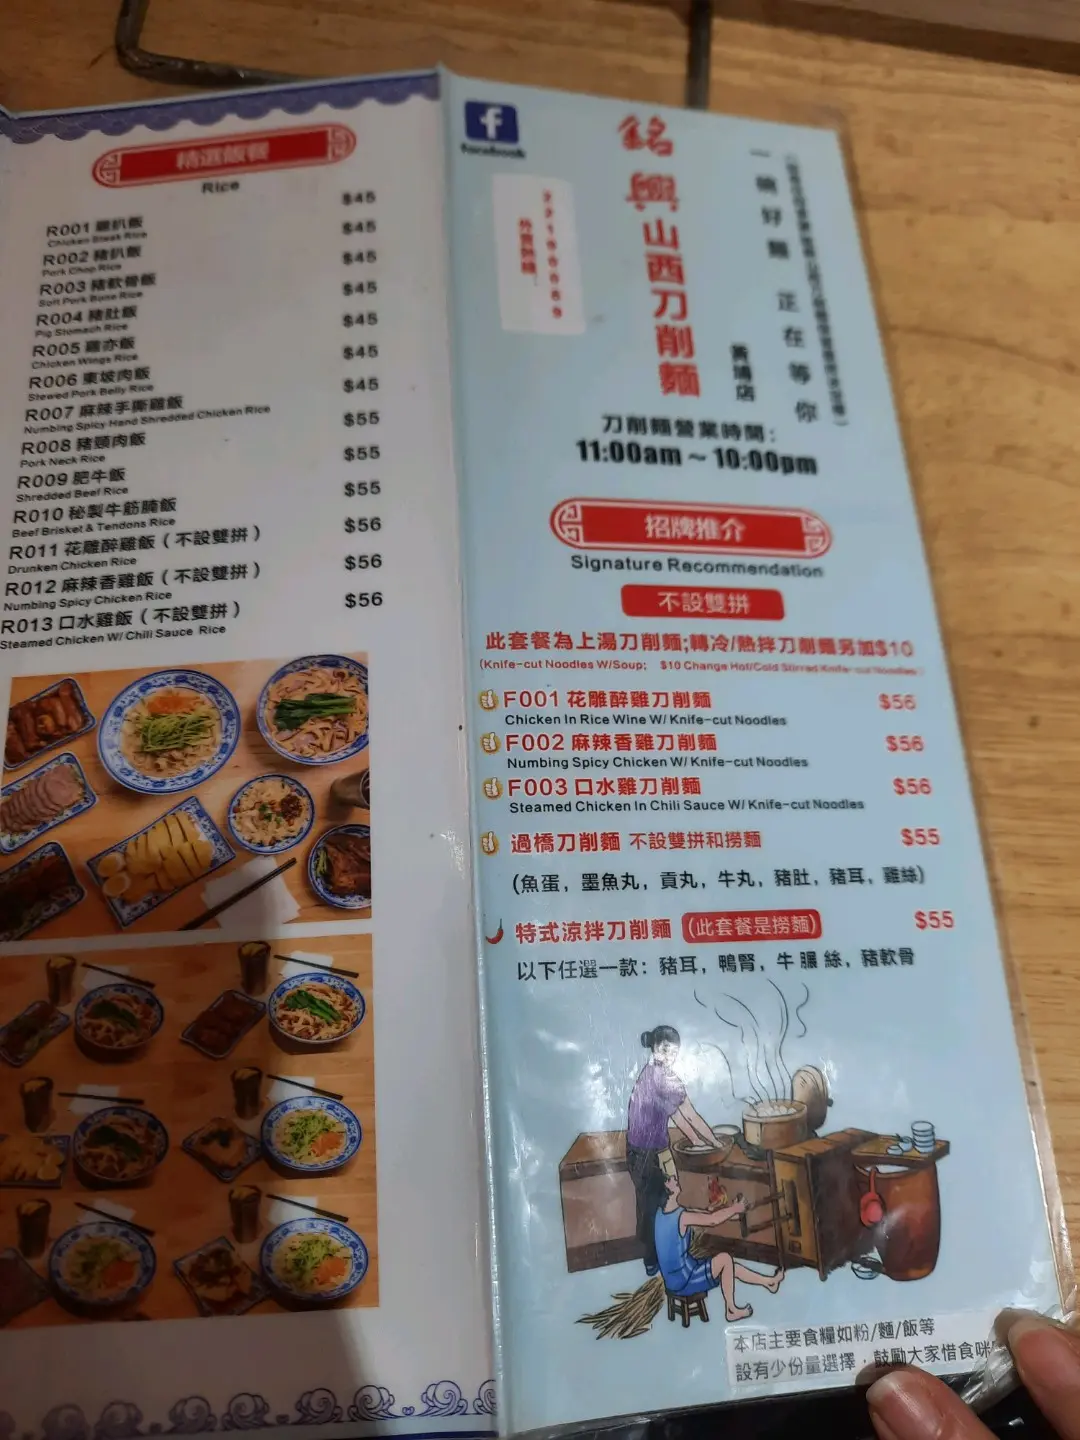 精選飯餐
Rice
$45
R001 雞扒飯 $45
Chicken Steak Rice
R002 豬扒飯 $45
Pork Chop Rice
R003 豬軟骨飯 $45
Soft Pork Bone Rice
R004 豬肚飯 $45
Pig Stomach Rice
R005 雞亦飯 $45
Chicken Wings Rice
R006 東坡肉飯 $45
Stewed Pork Belly Rice
R007 麻辣手撕雞飯 $55
Numbing Spicy Hand Shredded Chicken Rice
R008 豬頸肉飯 $55
Pork Neck Rice
R009 肥牛飯 $55
Shredded Beef Rice
R010 秘製牛筋腩飯 $56
Beef Brisket & Tendons Rice
R011 花雕醉雞飯（不設雙拼） $56
Drunken Chicken Rice
R012 麻辣香雞飯（不設雙拼） $56
Numbing Spicy Chicken Rice
R013 口水雞飯（不設雙拼）
Steamed Chicken W/ Chili Sauce Rice
f
facebook
外賣熱線:
銘興山西刀削麵
黃埔店
一碗好麵 正在等你
刀削麵營業時間：
11:00am ~ 10:00pm
招牌推介
Signature Recommendation
不設雙拼
此套餐為上湯刀削麵;轉冷/熱拌刀削麵另加$10
(Knife-cut Noodles W/Soup; $10 Change Hot/Cold Stirred Knife-cut Noodles)
F001 花雕醉雞刀削麵 $56
Chicken In Rice Wine W/ Knife-cut Noodles
F002 麻辣香雞刀削麵 $56
Numbing Spicy Chicken W/ Knife-cut Noodles
F003 口水雞刀削麵 $56
Steamed Chicken In Chili Sauce W/ Knife-cut Noodles
過橋刀削麵 不設雙拼和撈麵 $55
(魚蛋，墨魚丸，貢丸，牛丸，豬肚，豬耳，雞絲)
特式涼拌刀削麵 (此套餐是撈麵) $55
以下任選一款：豬耳，鴨腎，牛𦟌絲，豬軟骨
本店主要食糧如粉/麵/飯等
設有少份量選擇，鼓勵大家惜食咪